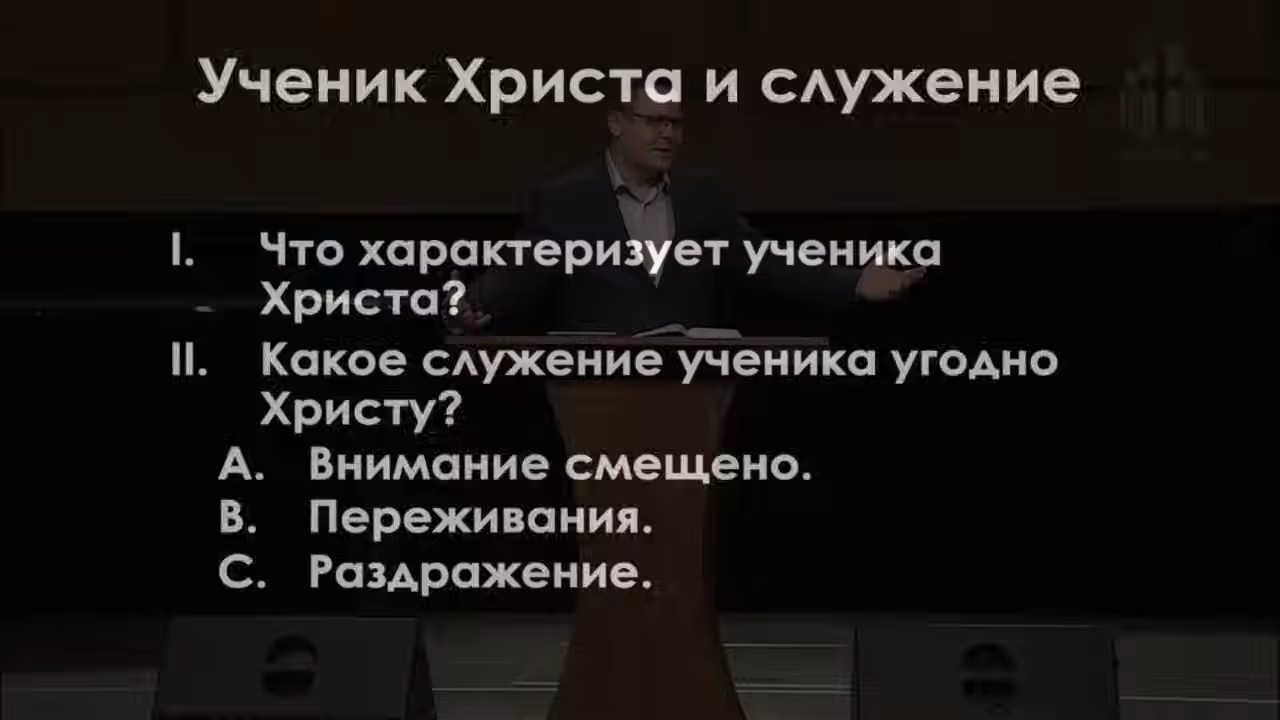 Ученик Христа и служение
I. Что характеризует ученика
Христа?
II. Какое служение ученика угодно
Христу?
A. Внимание смещено.
B. Переживания.
C. Раздражение.